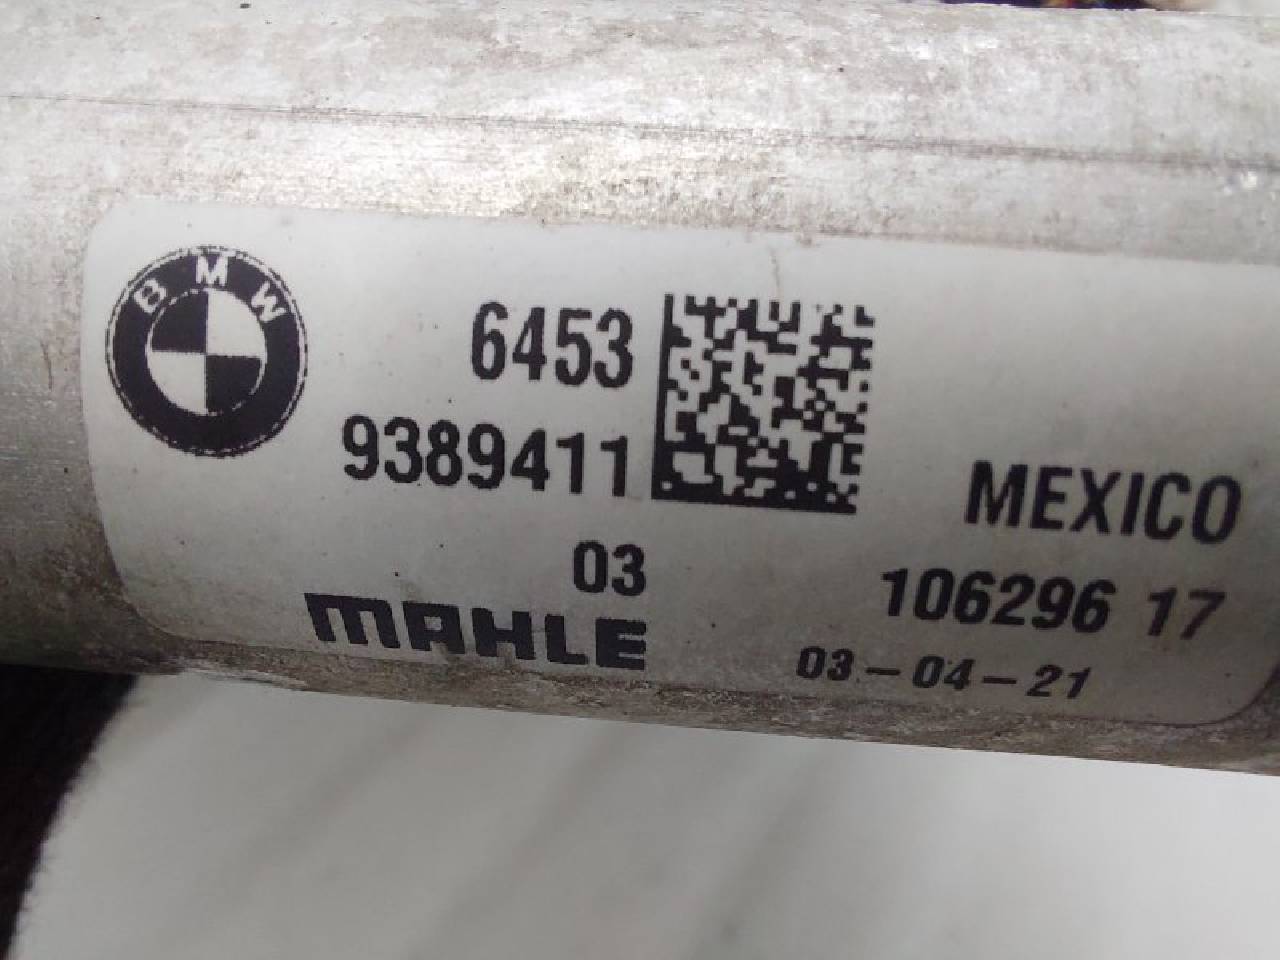 BMW
6453
9389411
03
MAHLE
MEXICO
106296 17
03-04-21